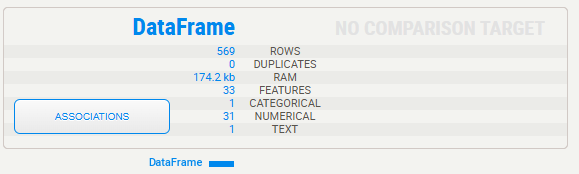 DataFrame
NO COMPARISON TARGET
569 ROWS
0 DUPLICATES
174.2 kb RAM
33 FEATURES
1 CATEGORICAL
31 NUMERICAL
1 TEXT
ASSOCIATIONS
DataFrame